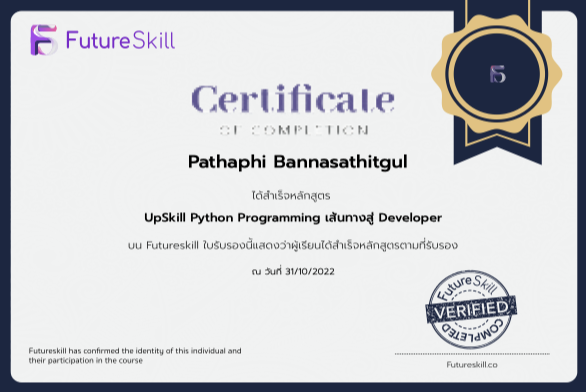 FutureSkill
Certificate
OF COMPLETION
Pathaphi Bannasathitgul
ได้สำเร็จหลักสูตร
UpSkill Python Programming เส้นทางสู่ Developer
บน Futureskill ใบรับรองนี้แสดงว่าผู้เรียนได้สำเร็จหลักสูตรตามที่รับรอง
ณ วันที่ 31/10/2022
FutureSkill
VERIFIED
COMPLETED
Futureskill has confirmed the identity of this individual and
their participation in the course
Futureskill.co